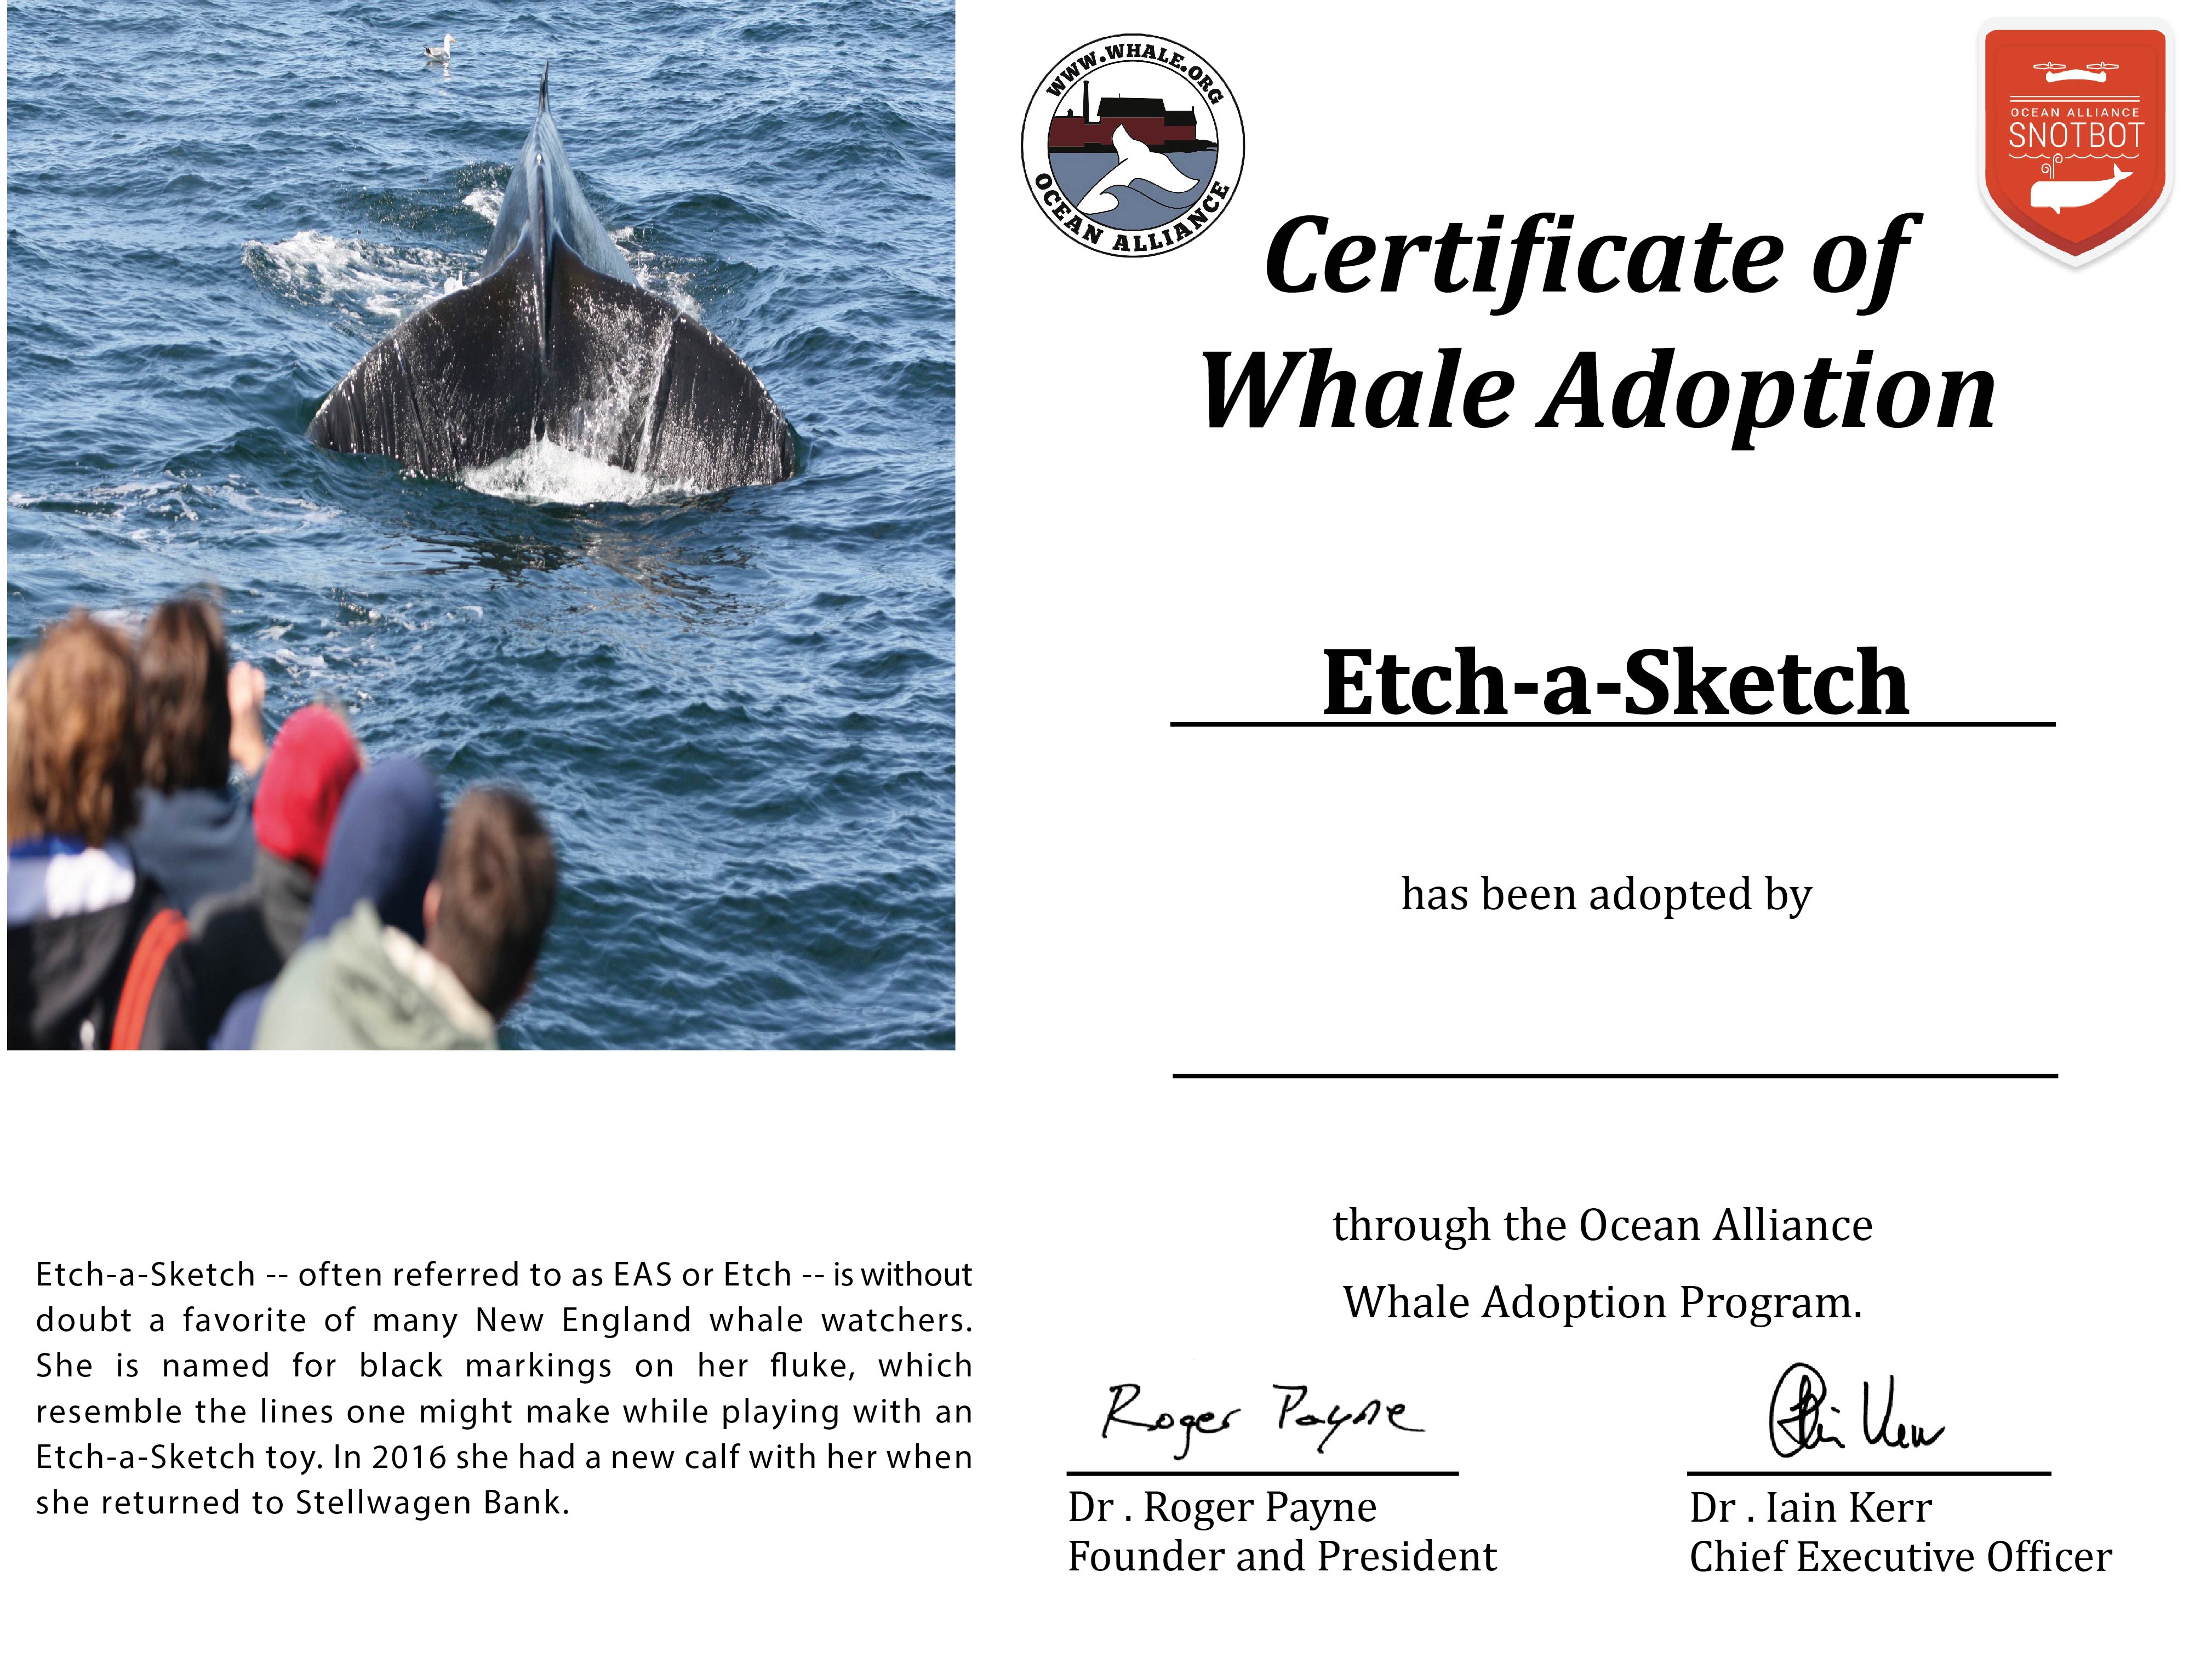 WWW.WHALE.ORG
OCEAN ALLIANCE
OCEAN ALLIANCE
SNOTBOT
Certificate of
Whale Adoption
Etch-a-Sketch
has been adopted by
through the Ocean Alliance
Whale Adoption Program.
Etch-a-Sketch -- often referred to as EAS or Etch -- is without
doubt a favorite of many New England whale watchers.
She is named for black markings on her fluke, which
resemble the lines one might make while playing with an
Etch-a-Sketch toy. In 2016 she had a new calf with her when
she returned to Stellwagen Bank.
Roger Payne
Dr . Roger Payne
Founder and President
Iain Kerr
Dr . Iain Kerr
Chief Executive Officer